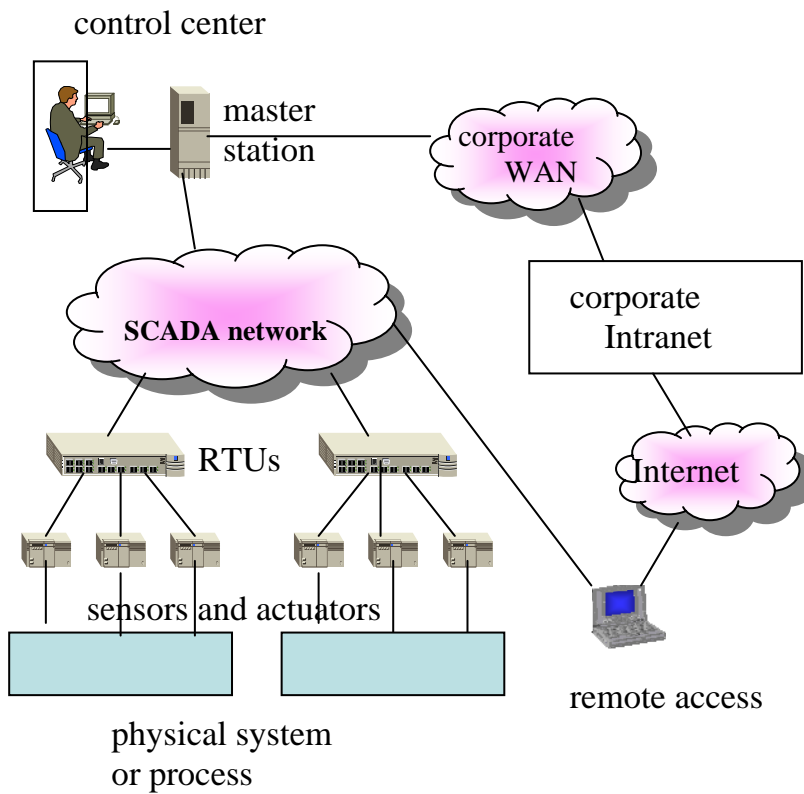 control center
master
station
corporate
WAN
SCADA network
corporate
Intranet
RTUs
Internet
sensors and actuators
remote access
physical system
or process